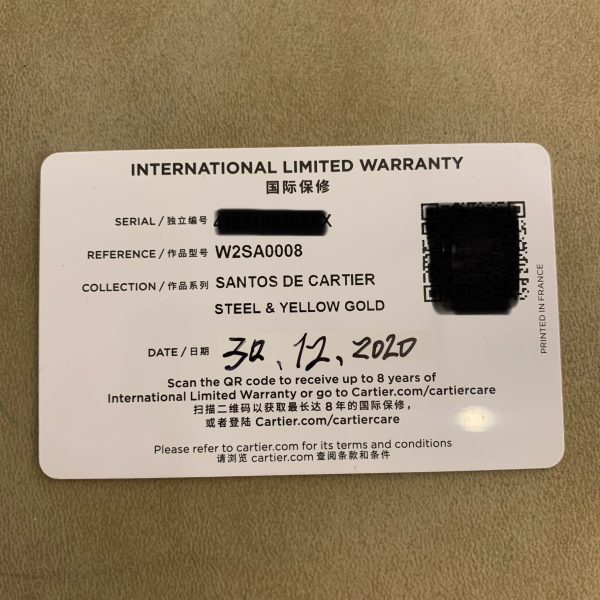 INTERNATIONAL LIMITED WARRANTY
国际保修
SERIAL / 独立编号
REFERENCE / 作品型号 W2SA0008
COLLECTION / 作品系列 SANTOS DE CARTIER
STEEL & YELLOW GOLD
DATE / 日期 30, 12, 2020
Scan the QR code to receive up to 8 years of
International Limited Warranty or go to Cartier.com/cartiercare
扫描二维码以获取最长达 8 年的国际保修，
或者登陆 Cartier.com/cartiercare
Please refer to cartier.com for its terms and conditions
请浏览 cartier.com 查阅条款和条件
PRINTED IN FRANCE